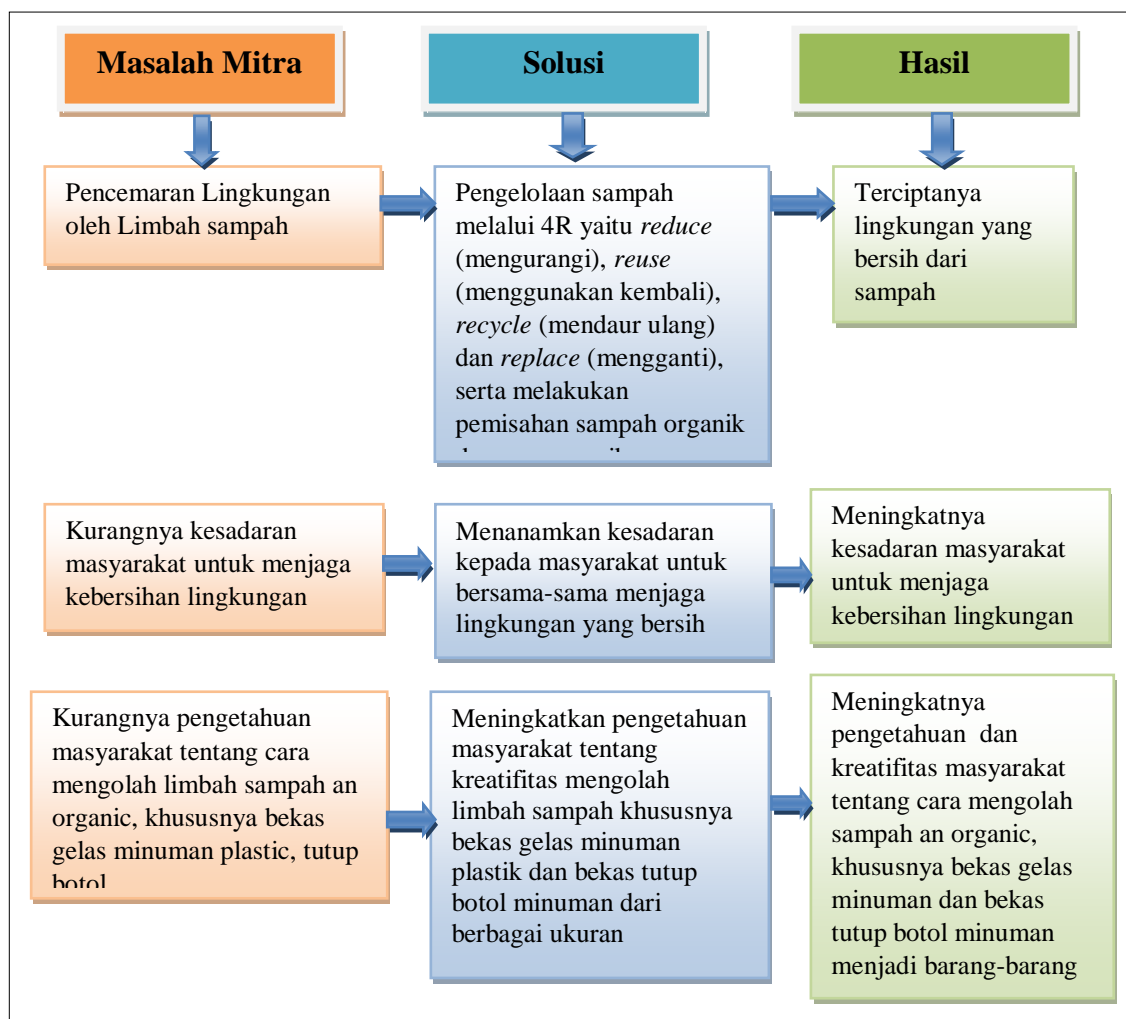 Masalah Mitra
Solusi
Hasil
Pencemaran Lingkungan
oleh Limbah sampah
Pengelolaan sampah
melalui 4R yaitu reduce
(mengurangi), reuse
(menggunakan kembali),
recycle (mendaur ulang)
dan replace (mengganti),
serta melakukan
pemisahan sampah organik
Terciptanya
lingkungan yang
bersih dari
sampah
Kurangnya kesadaran
masyarakat untuk menjaga
kebersihan lingkungan
Menanamkan kesadaran
kepada masyarakat untuk
bersama-sama menjaga
lingkungan yang bersih
Meningkatnya
kesadaran masyarakat
untuk menjaga
kebersihan lingkungan
Kurangnya pengetahuan
masyarakat tentang cara
mengolah limbah sampah an
organic, khususnya bekas
gelas minuman plastic, tutup
botol
Meningkatkan pengetahuan
masyarakat tentang
kreatifitas mengolah
limbah sampah khususnya
bekas gelas minuman
plastik dan bekas tutup
botol minuman dari
berbagai ukuran
Meningkatnya
pengetahuan dan
kreatifitas masyarakat
tentang cara mengolah
sampah an organic,
khususnya bekas gelas
minuman dan bekas
tutup botol minuman
menjadi barang-barang